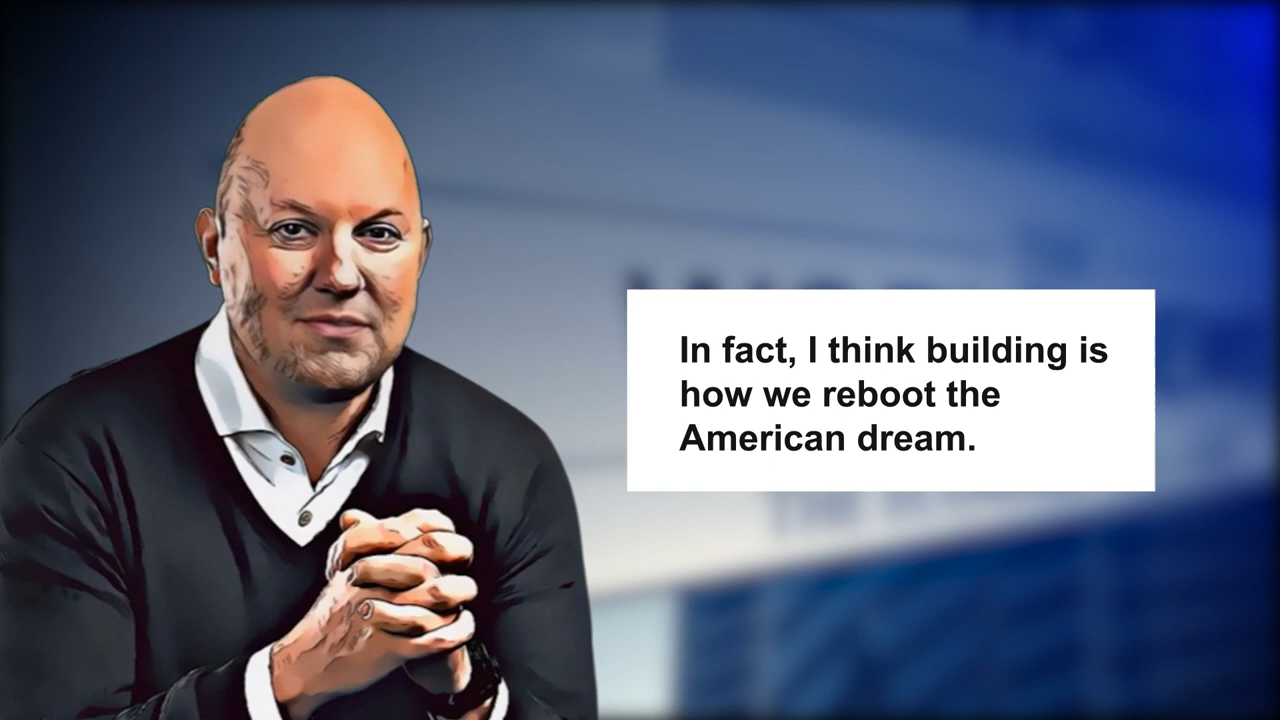 In fact, I think building is
how we reboot the
American dream.